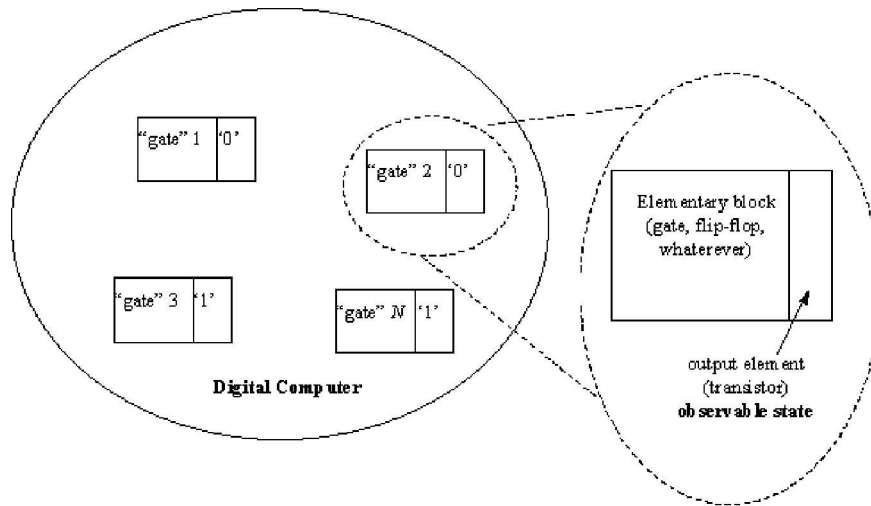 “gate” 1 ‘0’
“gate” 2 ‘0’
“gate” 3 ‘1’
“gate” N ‘1’
Digital Computer
Elementary block
(gate, flip-flop,
whaterever)
output element
(transistor)
observable state